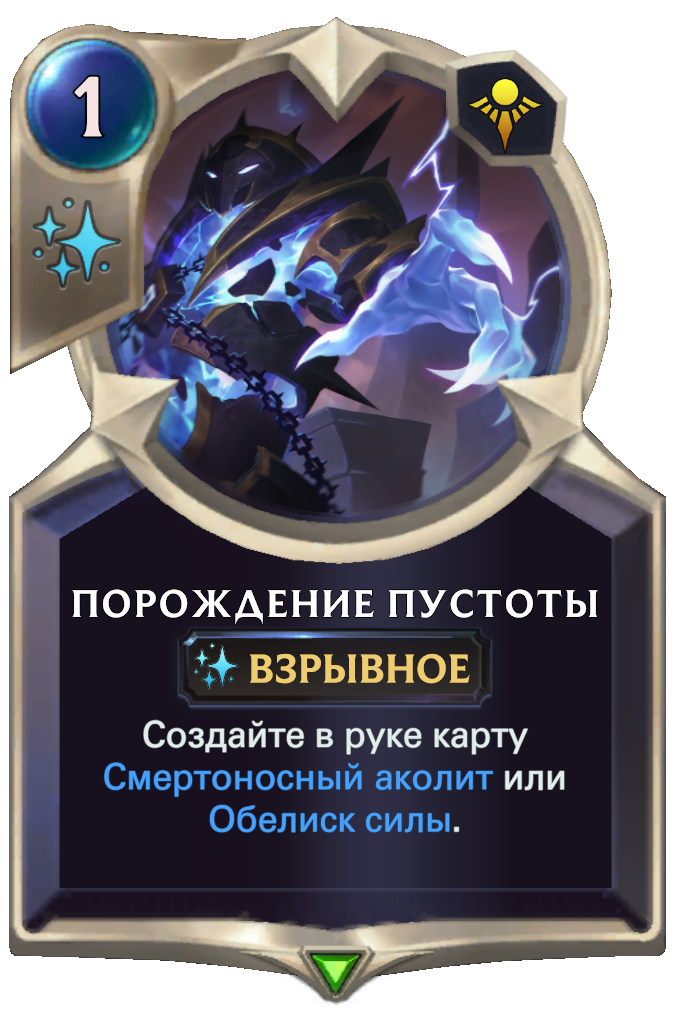 1
ПОРОЖДЕНИЕ ПУСТОТЫ
ВЗРЫВНОЕ
Создайте в руке карту
Смертоносный аколит или
Обелиск силы.